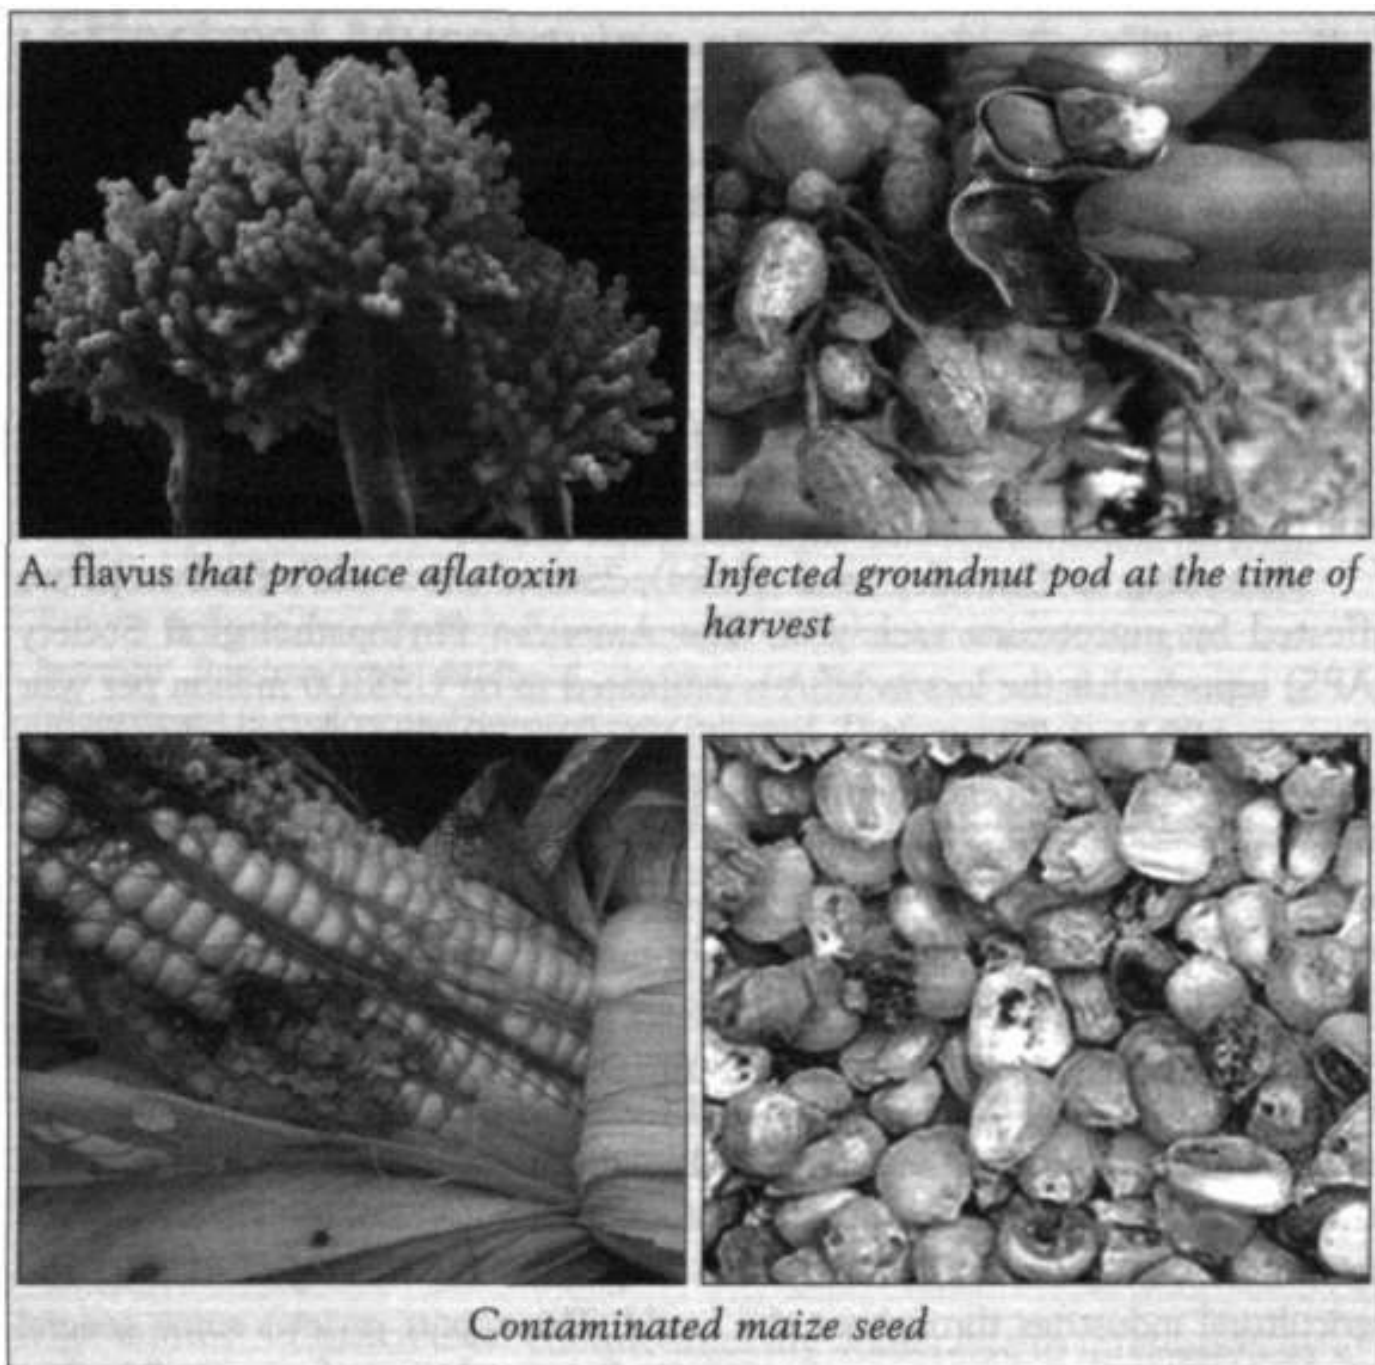 A. flavus that produce aflatoxin
Infected groundnut pod at the time of
harvest
Contaminated maize seed